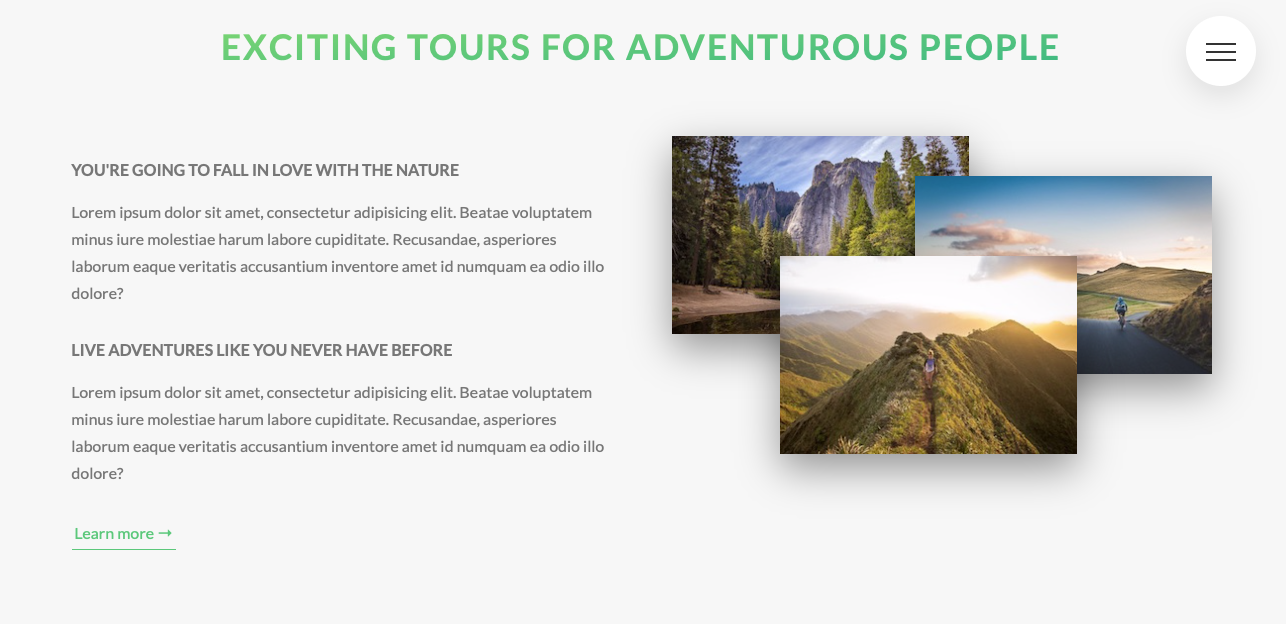 EXCITING TOURS FOR ADVENTUROUS PEOPLE
YOU'RE GOING TO FALL IN LOVE WITH THE NATURE
Lorem ipsum dolor sit amet, consectetur adipisicing elit. Beatae voluptatem
minus iure molestiae harum labore cupiditate. Recusandae, asperiores
laborum eaque veritatis accusantium inventore amet id numquam ea odio illo
dolore?
LIVE ADVENTURES LIKE YOU NEVER HAVE BEFORE
Lorem ipsum dolor sit amet, consectetur adipisicing elit. Beatae voluptatem
minus iure molestiae harum labore cupiditate. Recusandae, asperiores
laborum eaque veritatis accusantium inventore amet id numquam ea odio illo
dolore?
Learn more →